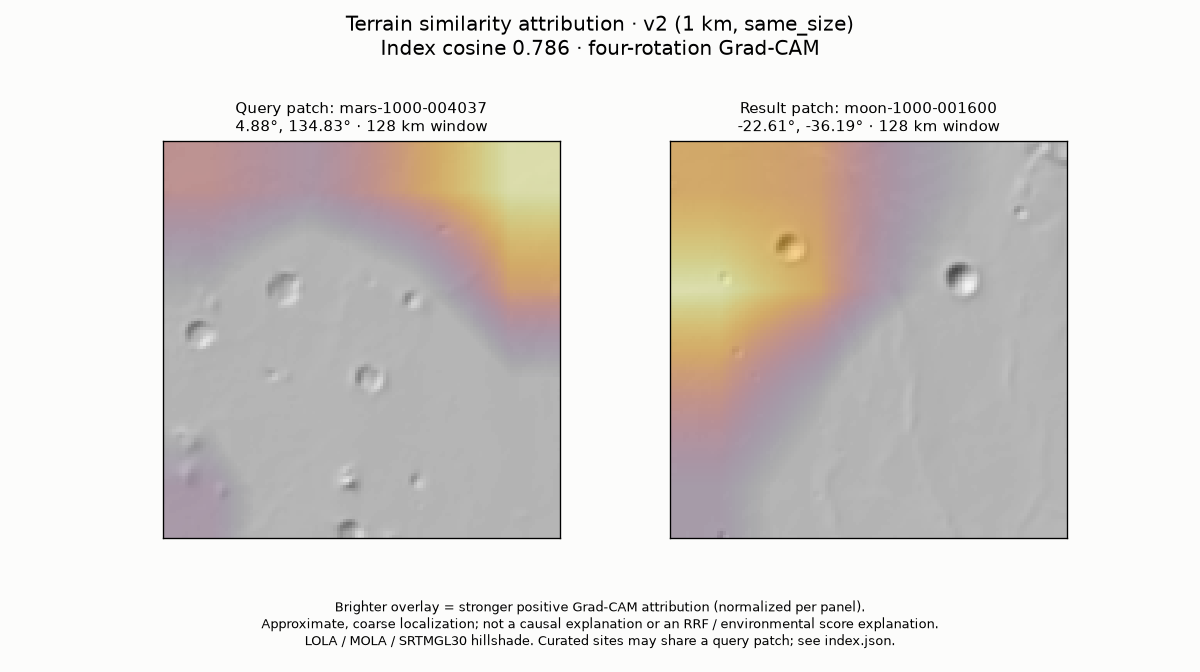 Terrain similarity attribution · v2 (1 km, same_size)
Index cosine 0.786 · four-rotation Grad-CAM
Query patch: mars-1000-004037
4.88°, 134.83° · 128 km window
Result patch: moon-1000-001600
-22.61°, -36.19° · 128 km window
Brighter overlay = stronger positive Grad-CAM attribution (normalized per panel).
Approximate, coarse localization; not a causal explanation or an RRF / environmental score explanation.
LOLA / MOLA / SRTMGL30 hillshade. Curated sites may share a query patch; see index.json.